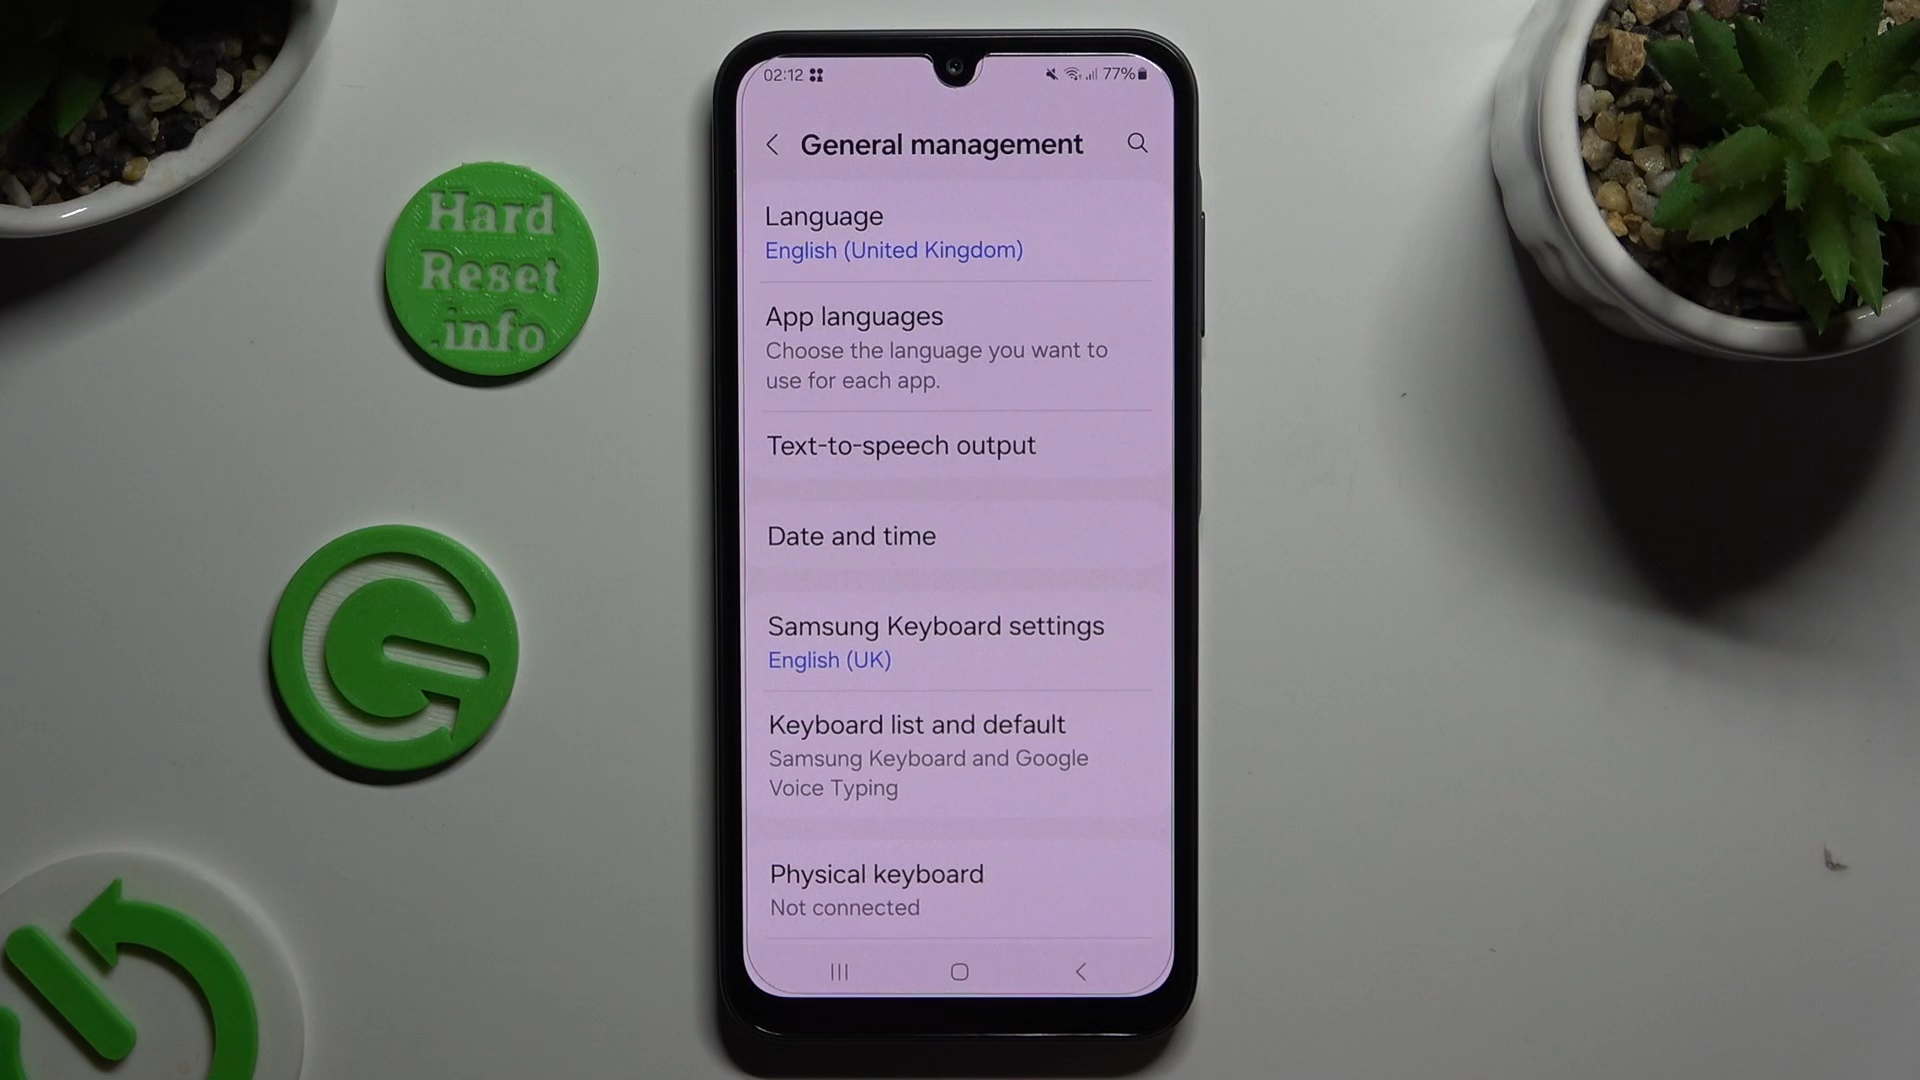 Hard
Reset
.info
02:12
77%
General management
Language
English (United Kingdom)
App languages
Choose the language you want to
use for each app.
Text-to-speech output
Date and time
Samsung Keyboard settings
English (UK)
Keyboard list and default
Samsung Keyboard and Google
Voice Typing
Physical keyboard
Not connected